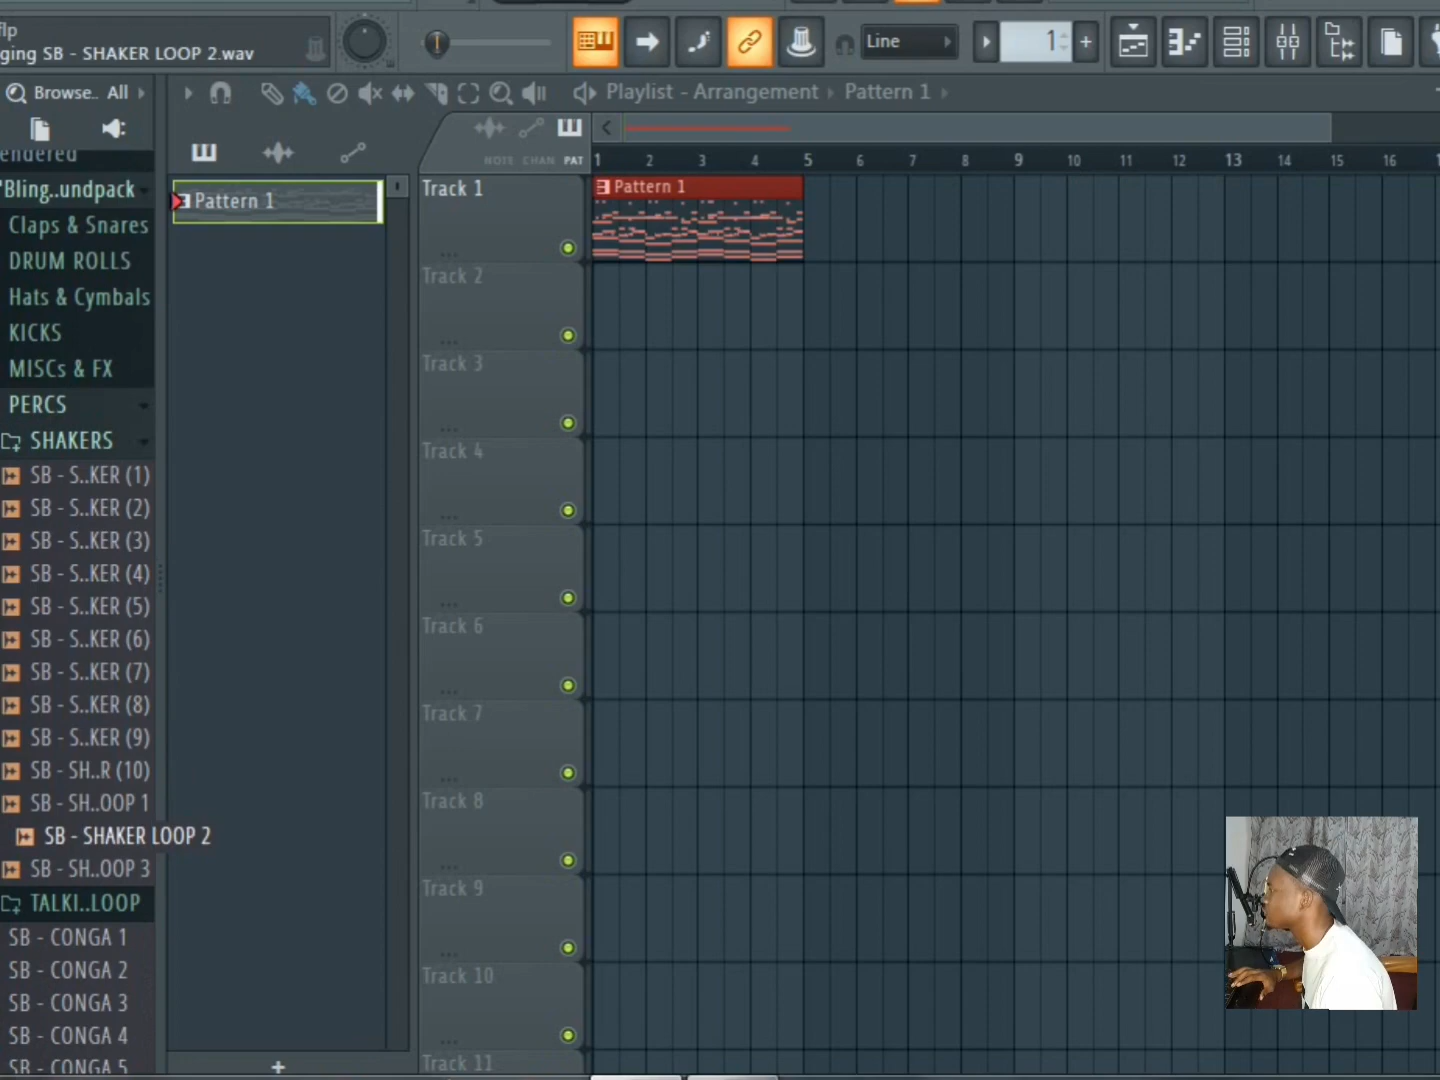 flp
ging SB - SHAKER LOOP 2.wav
Line
1
+
Browse.. All
Playlist - Arrangement
Pattern 1
endered
Bling..undpack
Claps & Snares
DRUM ROLLS
Hats & Cymbals
KICKS
MISCs & FX
PERCS
SHAKERS
SB - S..KER (1)
SB - S..KER (2)
SB - S..KER (3)
SB - S..KER (4)
SB - S..KER (5)
SB - S..KER (6)
SB - S..KER (7)
SB - S..KER (8)
SB - S..KER (9)
SB - SH..R (10)
SB - SH..OOP 1
SB - SHAKER LOOP 2
SB - SH..OOP 3
TALKI..LOOP
SB - CONGA 1
SB - CONGA 2
SB - CONGA 3
SB - CONGA 4
SB - CONGA 5
Pattern 1
+
NOTE CHAN PAT
1 2 3 4 5 6 7 8 9 10 11 12 13 14 15 16
Track 1
Pattern 1
Track 2
Track 3
Track 4
Track 5
Track 6
Track 7
Track 8
Track 9
Track 10
Track 11